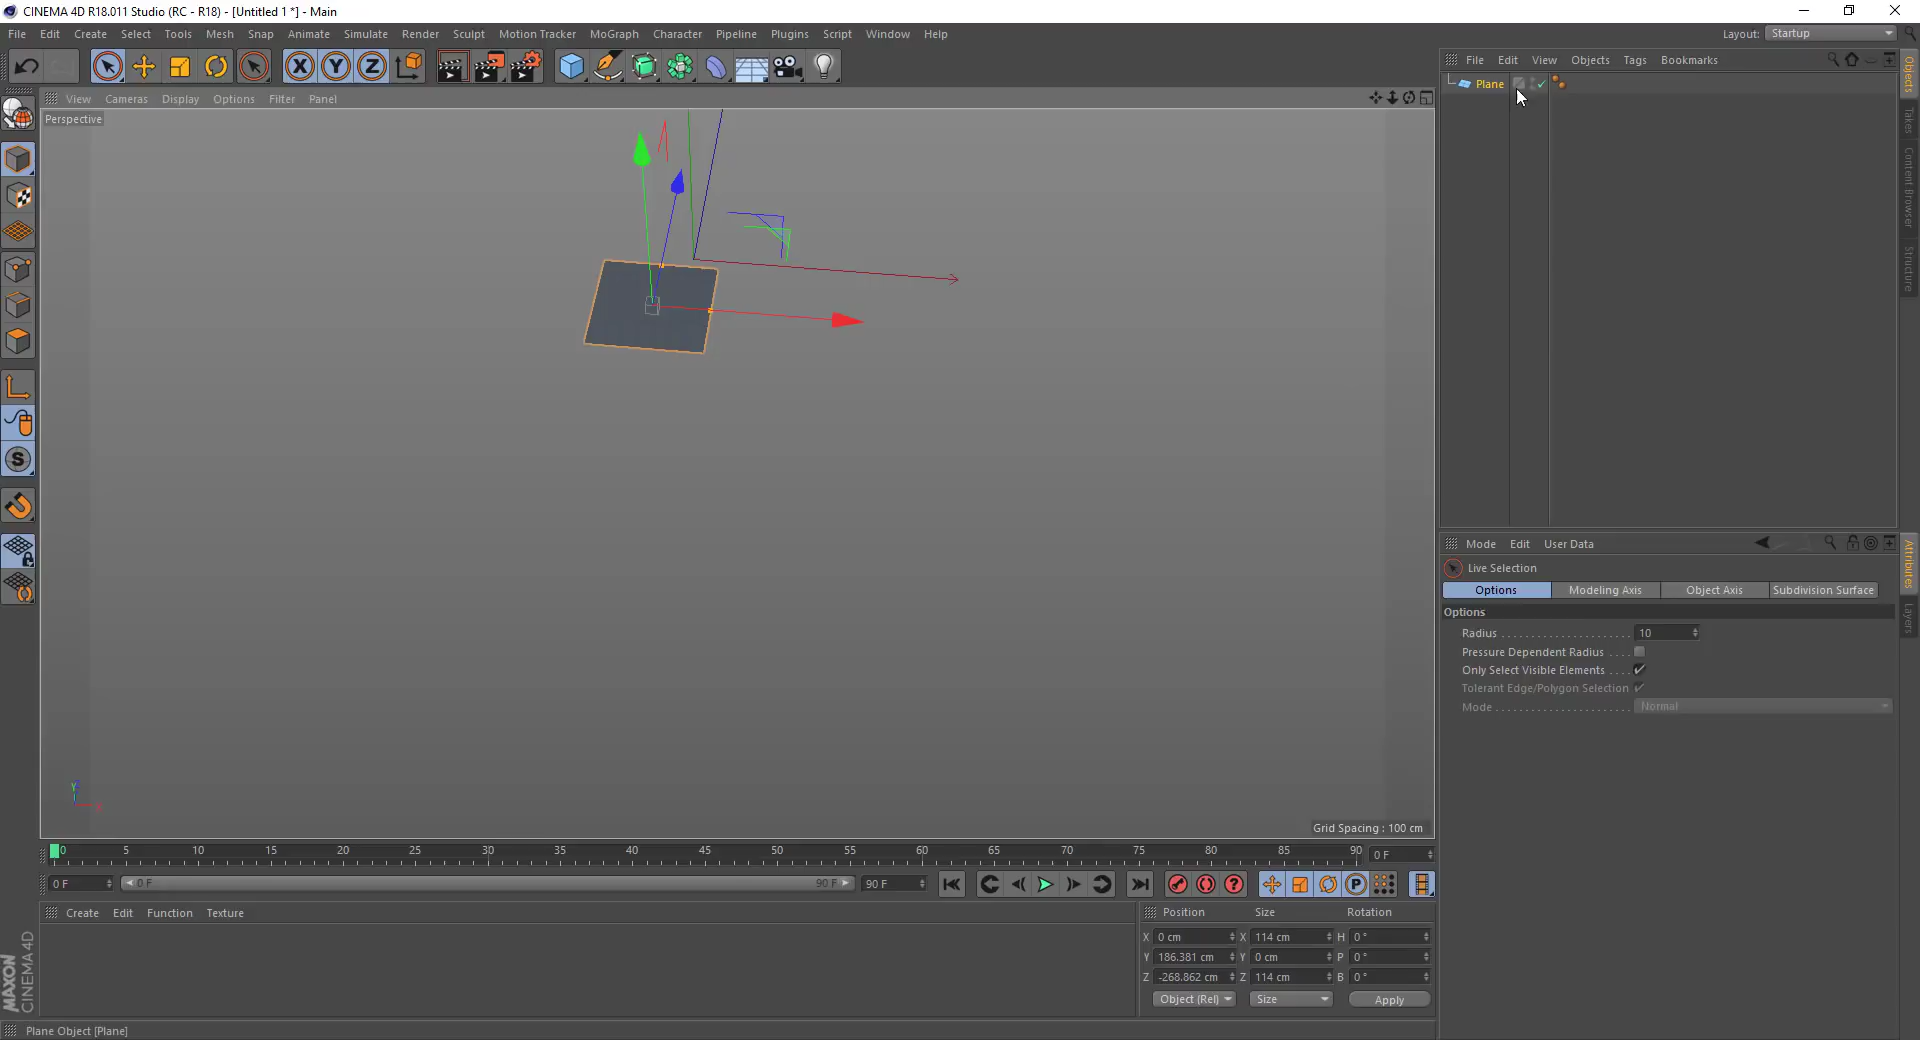 CINEMA 4D R18.011 Studio (RC - R18) - [Untitled 1 *] - Main
File Edit Create Select Tools Mesh Snap Animate Simulate Render Sculpt Motion Tracker MoGraph Character Pipeline Plugins Script Window Help
Layout: Startup
X Y Z
File Edit View Objects Tags Bookmarks
Plane
View Cameras Display Options Filter Panel
Perspective
S
Objects
Takes
Content Browser
Structure
Mode Edit User Data
Live Selection
Options Modeling Axis Object Axis Subdivision Surface
Options
Radius 10
Pressure Dependent Radius
Only Select Visible Elements
Tolerant Edge/Polygon Selection
Mode Normal
Attributes
Layers
Y
Grid Spacing : 100 cm
0 5 10 15 20 25 30 35 40 45 50 55 60 65 70 75 80 85 90 0 F
0 F 0 F 90 F 90 F
P
Create Edit Function Texture
Position Size Rotation
X 0 cm X 114 cm H 0 °
Y 186.381 cm Y 0 cm P 0 °
Z -268.862 cm Z 114 cm B 0 °
Object (Rel) Size Apply
MAXON
CINEMA 4D
Plane Object [Plane]